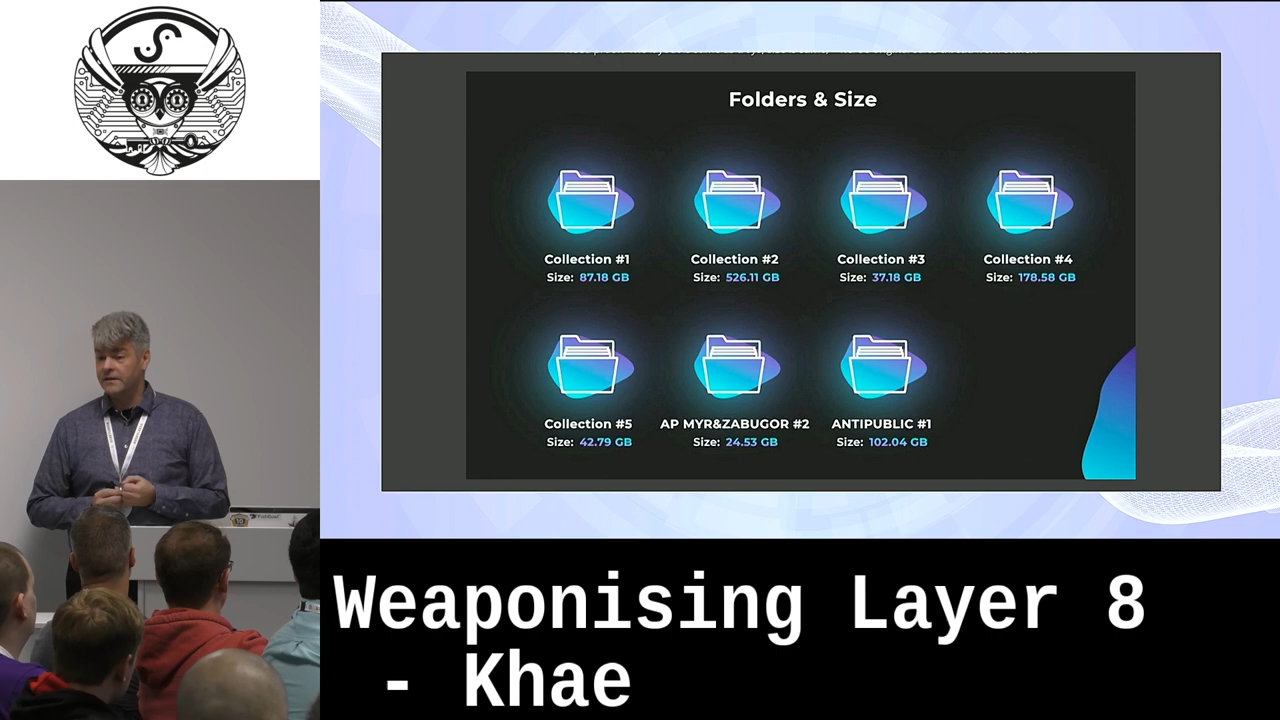 Folders & Size
Collection #1
Size: 87.18 GB
Collection #2
Size: 526.11 GB
Collection #3
Size: 37.18 GB
Collection #4
Size: 178.58 GB
Collection #5
Size: 42.79 GB
AP MYR&ZABUGOR #2
Size: 24.53 GB
ANTIPUBLIC #1
Size: 102.04 GB
Weaponising Layer 8
- Khae